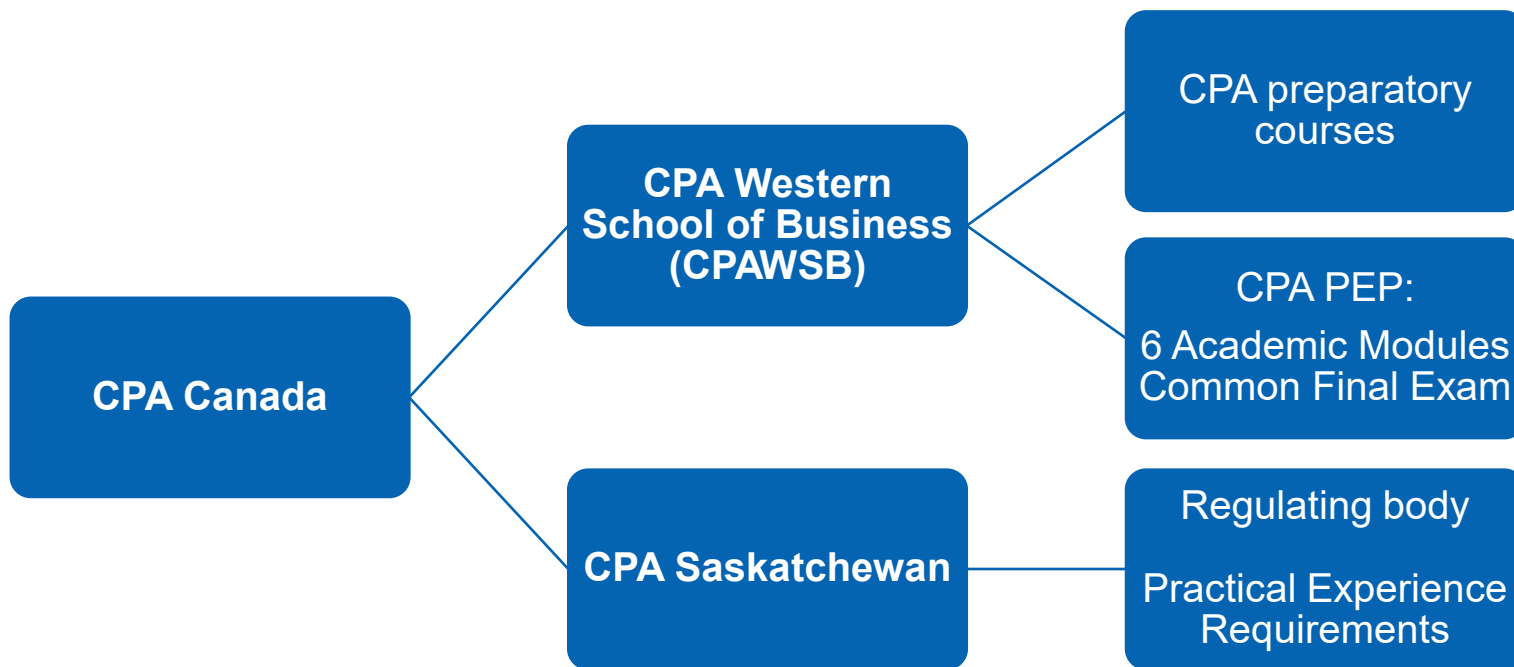 CPA Canada
CPA Western
School of Business
(CPAWSB)
CPA preparatory
courses
CPA PEP:
6 Academic Modules
Common Final Exam
CPA Saskatchewan
Regulating body
Practical Experience
Requirements